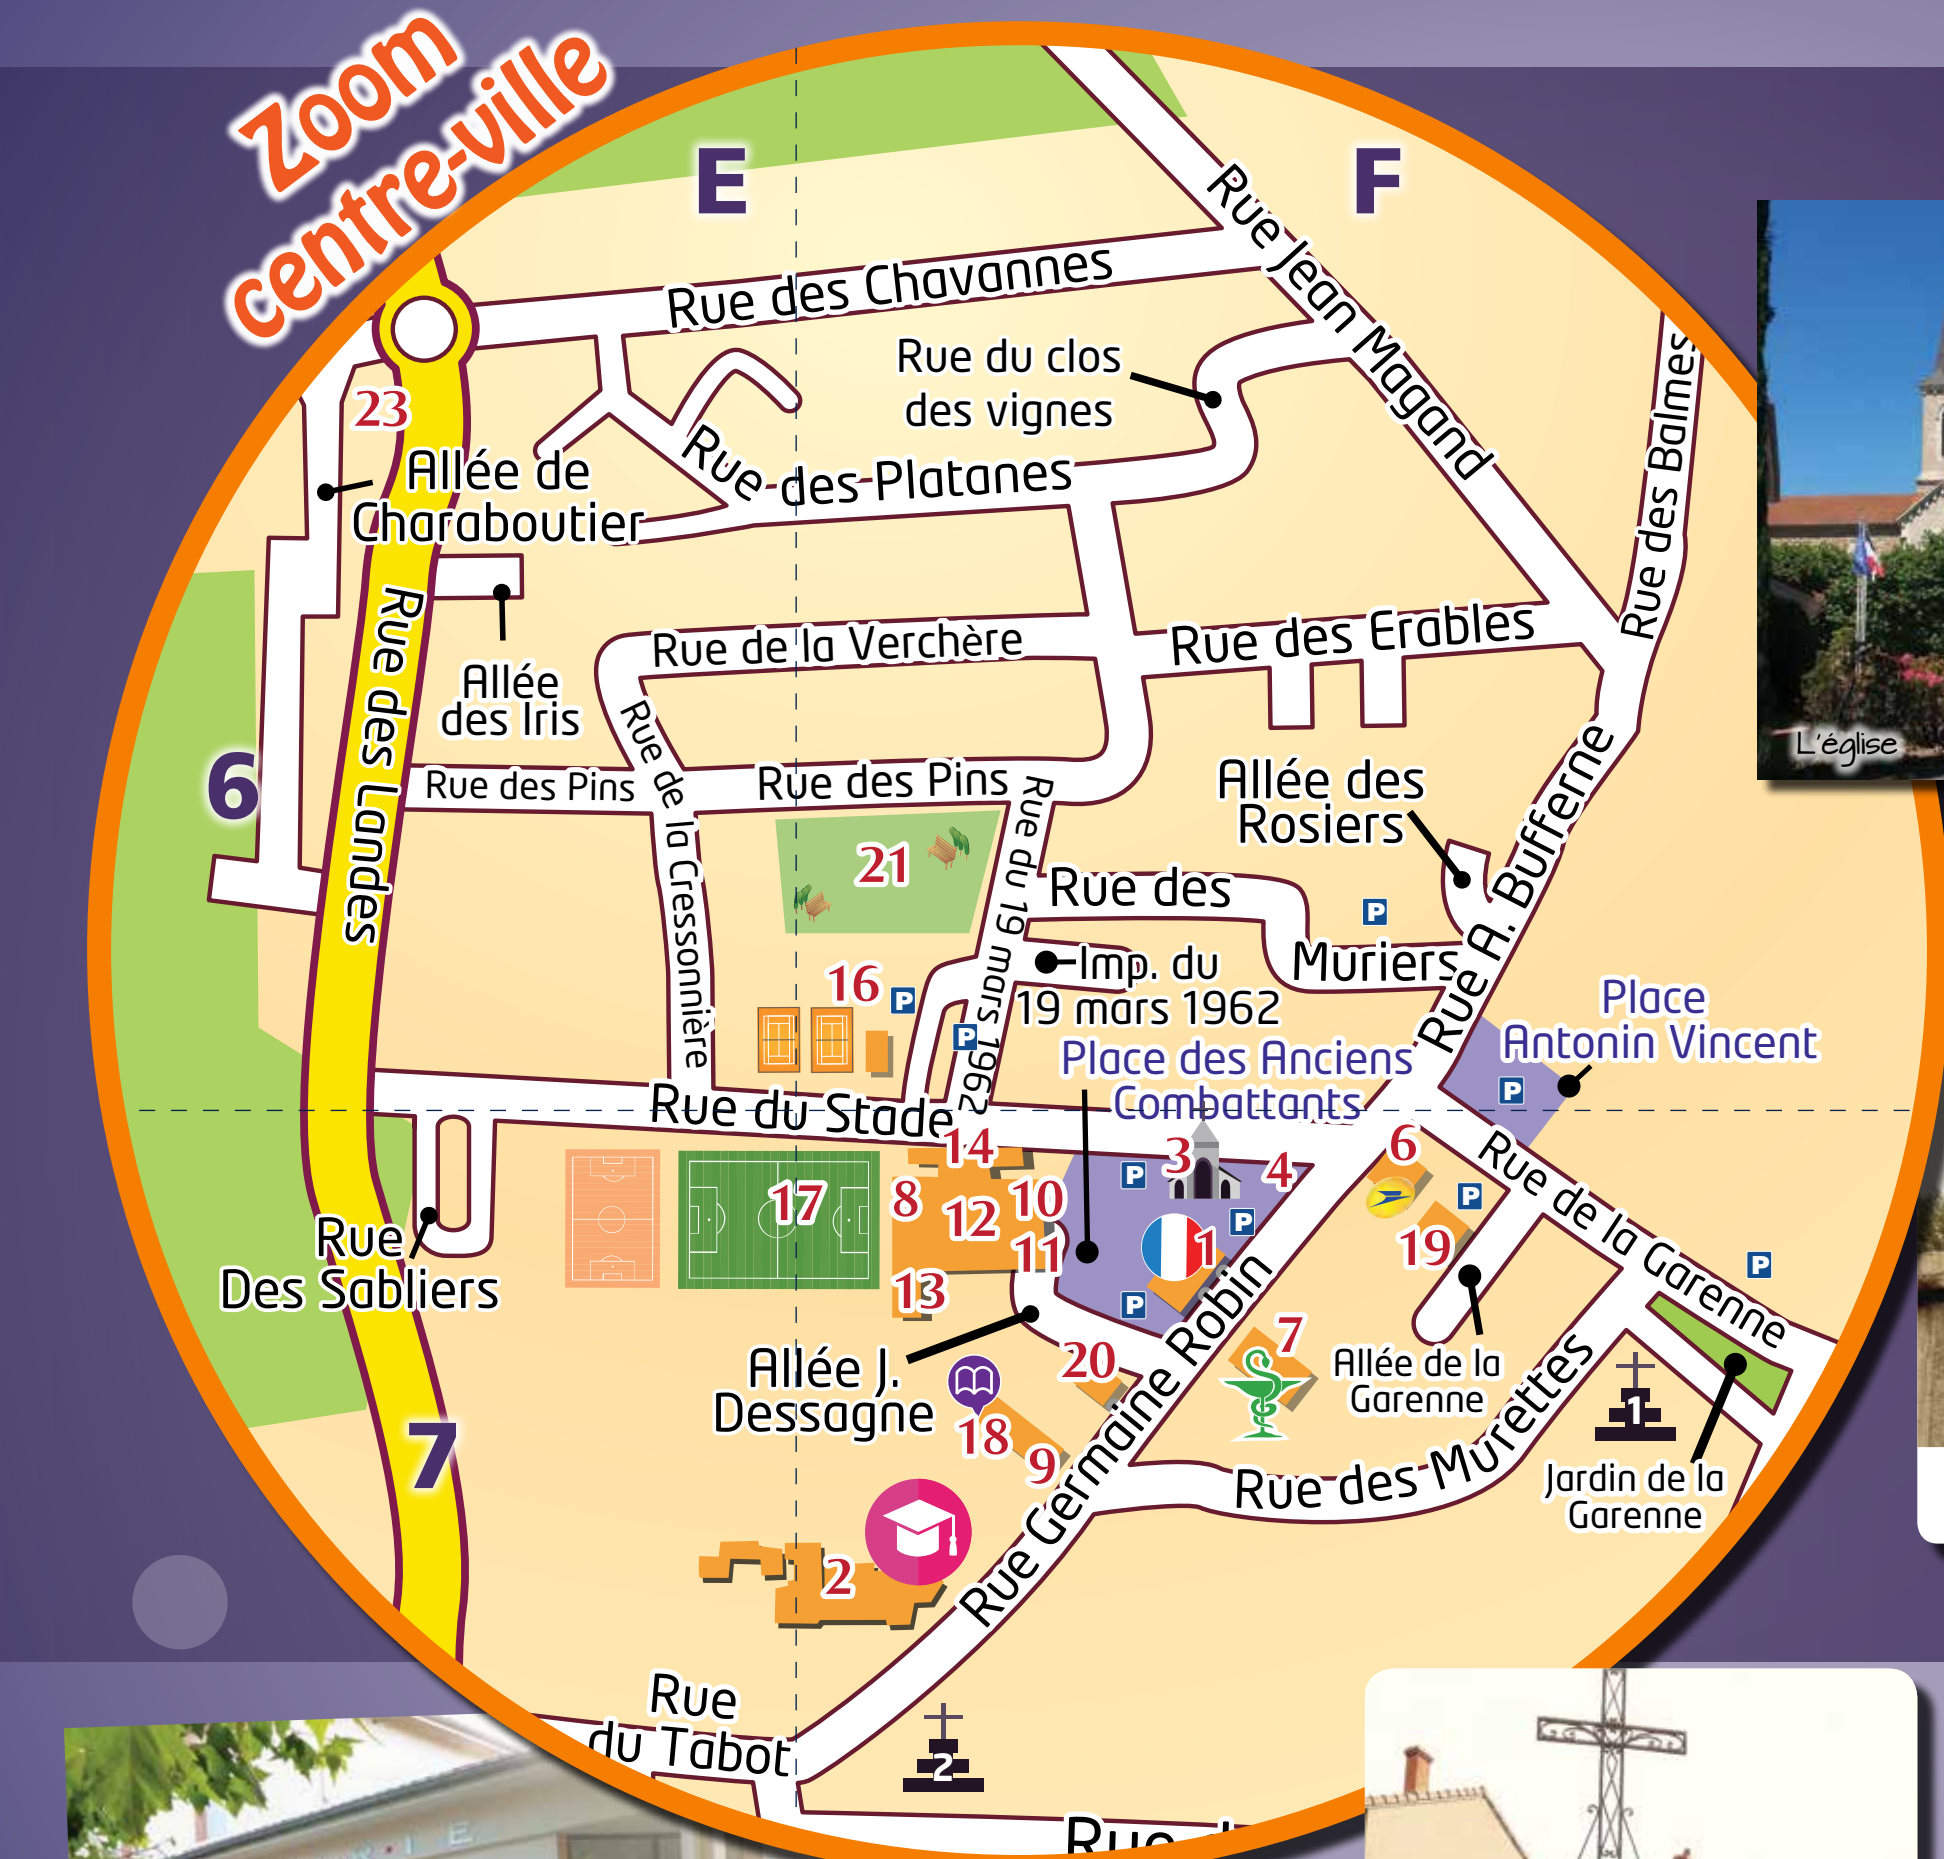 Zoom
centre-ville
E
F
Rue des Chavannes
Rue Jean Magand
Rue du clos
des vignes
Rue des Balmes
23
Allée de
Charaboutier
Rue des Platanes
Allée
des Iris
Rue des Landes
Rue de la Verchère
Rue des Erables
L'église
6
Rue des Pins
Rue de la Cressonnière
Rue des Pins
Rue du 19 mars 1962
Allée des
Rosiers
Rue A. Bufferne
21
Rue des
Muriers
P
Imp. du
19 mars 1962
16
P
P
Place
Antonin Vincent
P
Place des Anciens
Combattants
Rue du Stade
14
3
4
6
P
P
P
17
8
12
10
11
13
1
P
19
Rue de la Garenne
P
Rue
Des Sabliers
Allée J.
Dessagne
20
7
Allée de la
Garenne
Rue Germaine Robin
18
9
7
Rue des Murettes
1
Jardin de la
Garenne
2
Rue
du Tabot
2
Rue